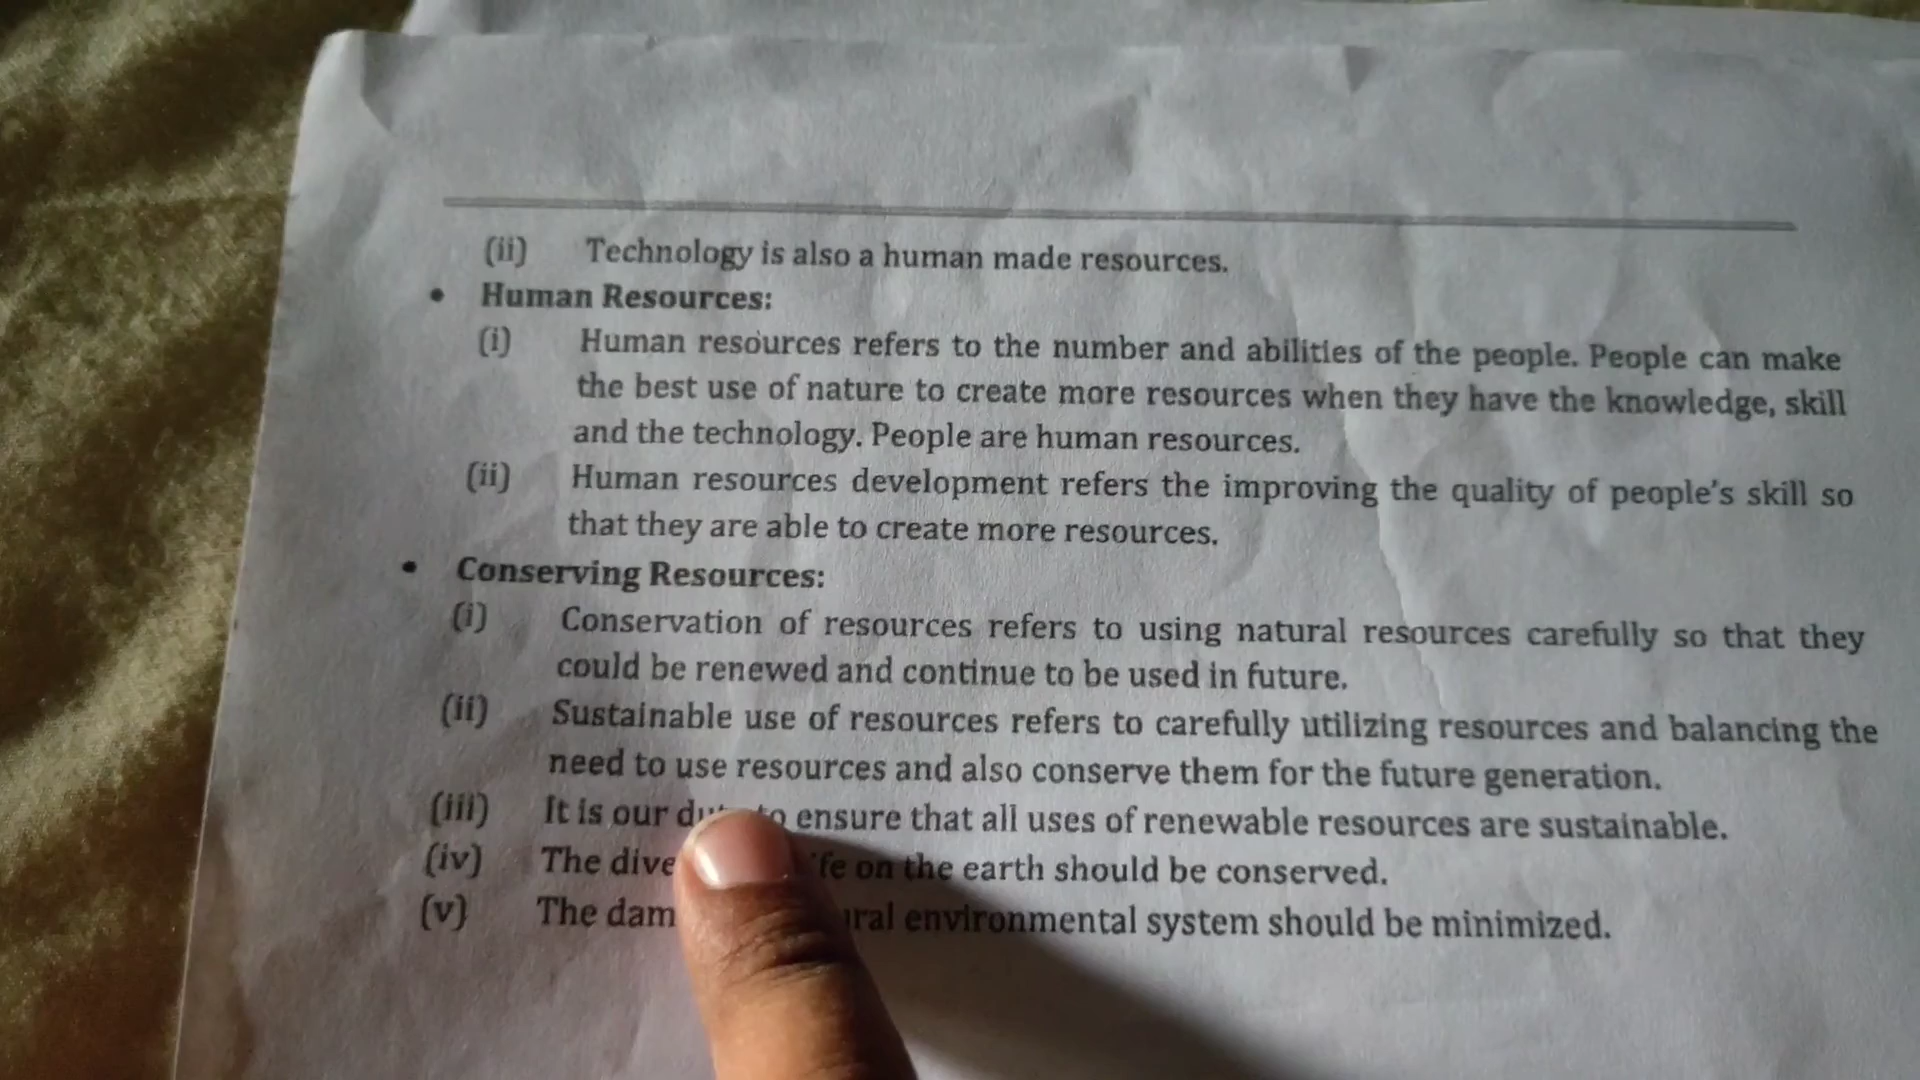 (ii) Technology is also a human made resources.
• Human Resources:
(i) Human resources refers to the number and abilities of the people. People can make
the best use of nature to create more resources when they have the knowledge, skill
and the technology. People are human resources.
(ii) Human resources development refers the improving the quality of people's skill so
that they are able to create more resources.
• Conserving Resources:
(i) Conservation of resources refers to using natural resources carefully so that they
could be renewed and continue to be used in future.
(ii) Sustainable use of resources refers to carefully utilizing resources and balancing the
need to use resources and also conserve them for the future generation.
(iii) It is our duty to ensure that all uses of renewable resources are sustainable.
(iv) The on the earth should be conserved.
(v) The environmental system should be minimized.